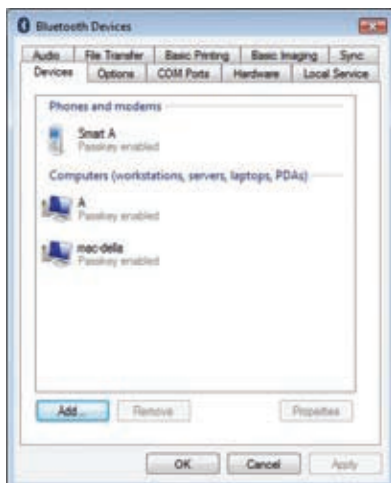 Bluetooth Devices
Audio File Transfer Basic Printing Basic Imaging Sync
Devices Options COM Ports Hardware Local Service
Phones and modems
Smart A
Passkey enabled
Computers (workstations, servers, laptops, PDAs)
A
Passkey enabled
mac-della
Passkey enabled
Add... Remove Properties
OK Cancel Apply